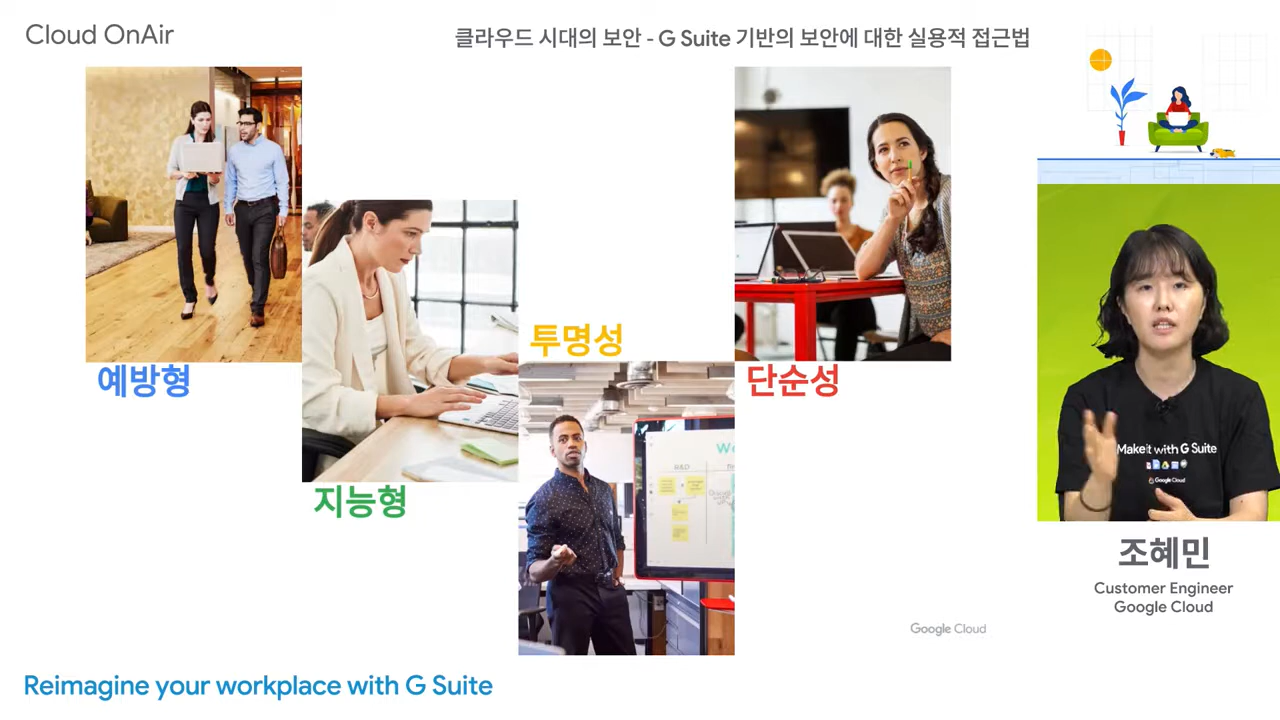 Cloud OnAir
클라우드 시대의 보안 - G Suite 기반의 보안에 대한 실용적 접근법
예방형
지능형
투명성
단순성
Make it with G Suite
Google Cloud
조혜민
Customer Engineer
Google Cloud
Google Cloud
Reimagine your workplace with G Suite